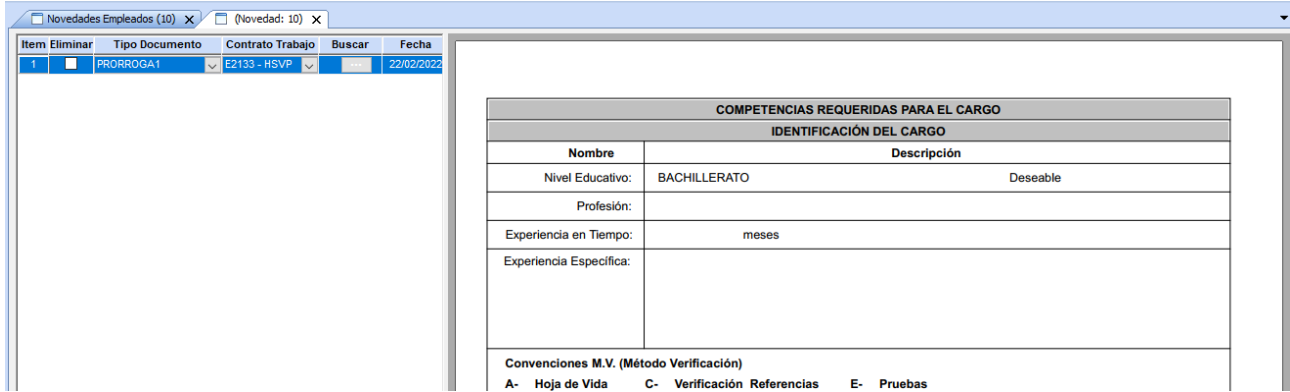 Novedades Empleados (10) (Novedad: 10)
Item Eliminar Tipo Documento Contrato Trabajo Buscar Fecha
1 PRORROGA1 E2133 - HSVP ... 22/02/2022
COMPETENCIAS REQUERIDAS PARA EL CARGO
IDENTIFICACIÓN DEL CARGO
Nombre Descripción
Nivel Educativo: BACHILLERATO Deseable
Profesión:
Experiencia en Tiempo: meses
Experiencia Específica:
Convenciones M.V. (Método Verificación)
A- Hoja de Vida C- Verificación Referencias E- Pruebas